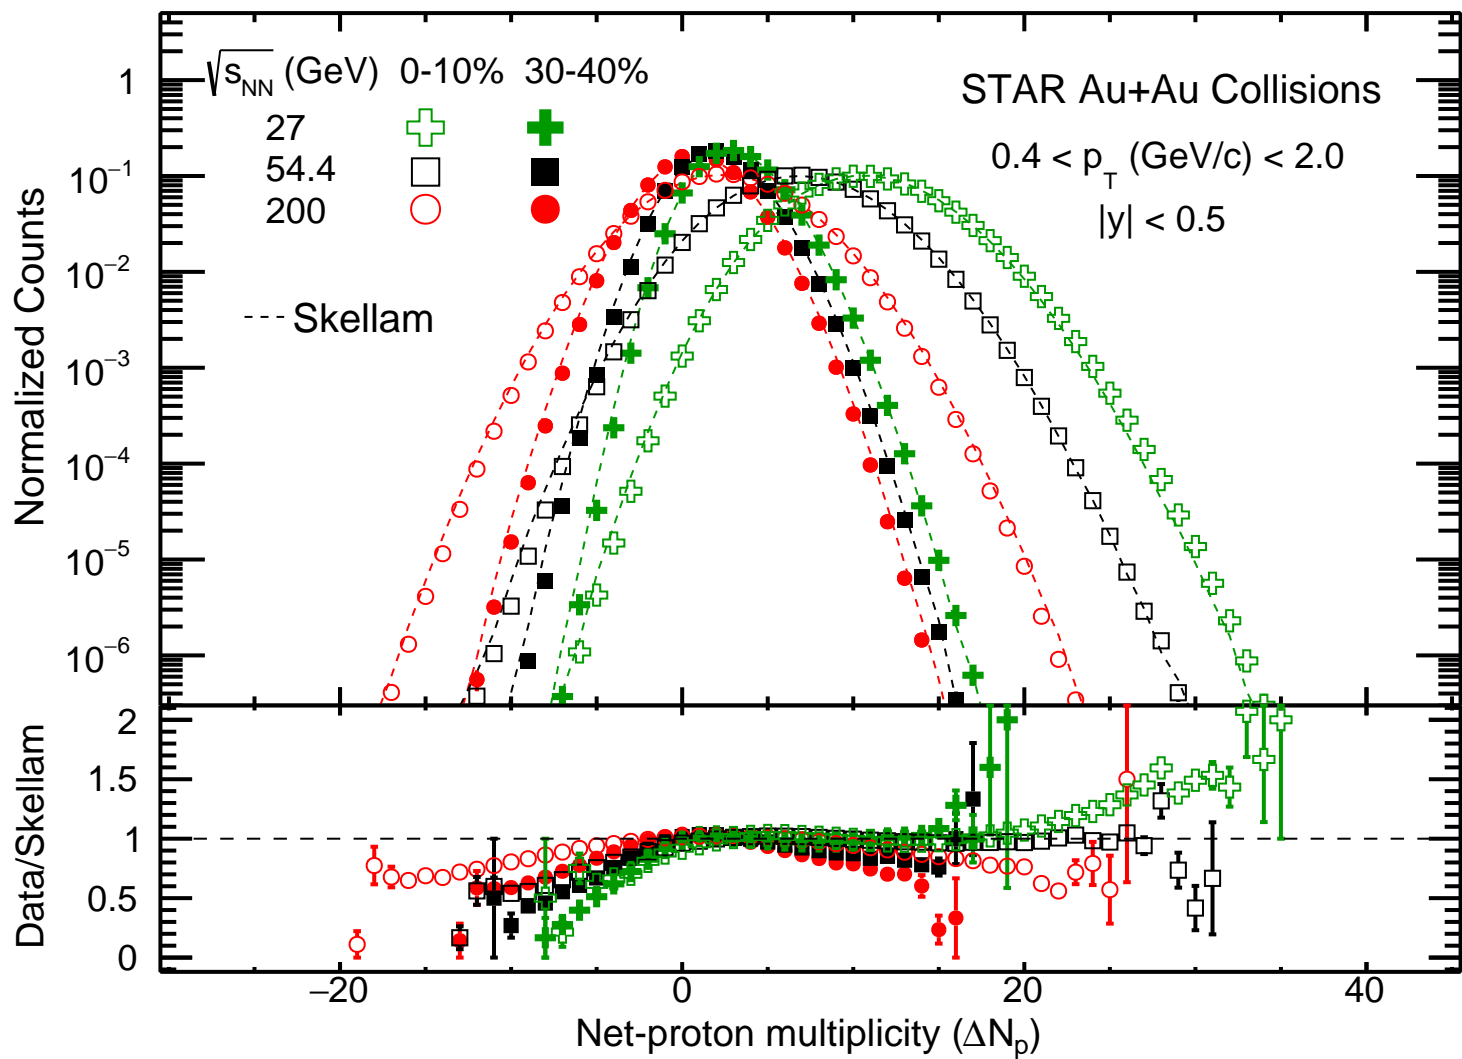 √s_NN (GeV) 0-10% 30-40%
27
54.4
200
--- Skellam
STAR Au+Au Collisions
0.4 < p_T (GeV/c) < 2.0
|y| < 0.5
Normalized Counts
1
10⁻¹
10⁻²
10⁻³
10⁻⁴
10⁻⁵
10⁻⁶
Data/Skellam
2
1.5
1
0.5
0
−20 0 20 40
Net-proton multiplicity (ΔN_p)